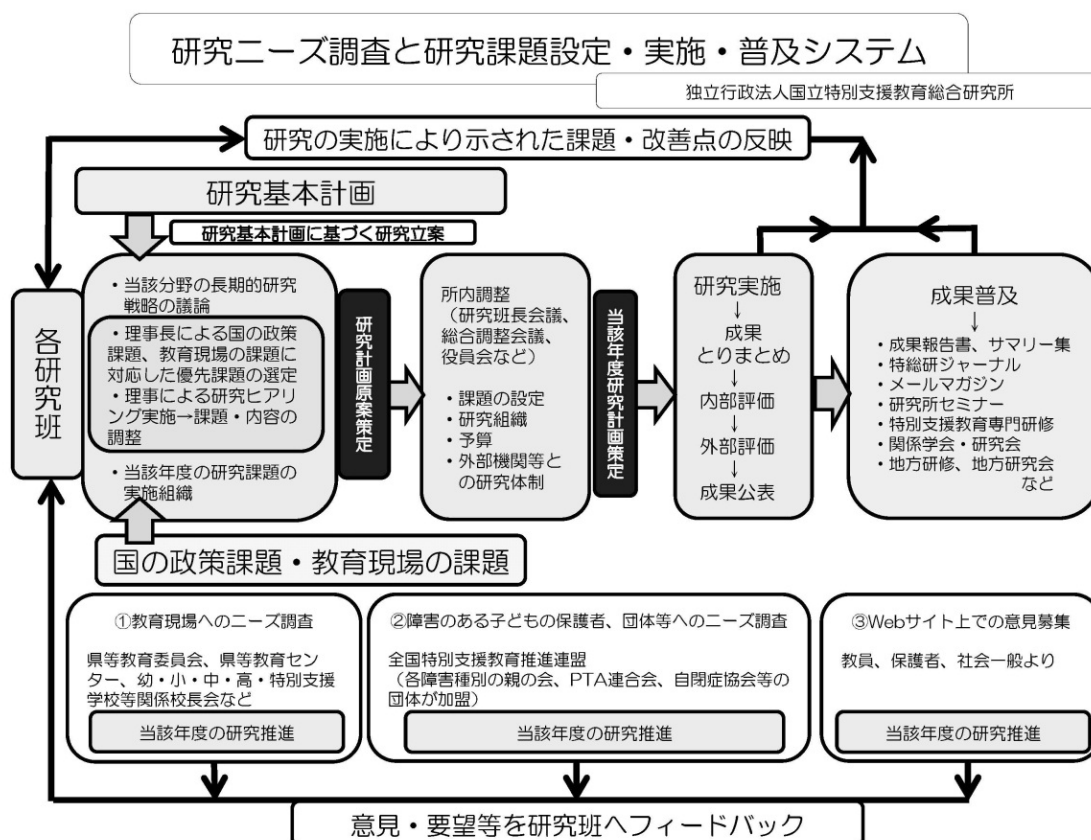 研究ニーズ調査と研究課題設定・実施・普及システム
独立行政法人国立特別支援教育総合研究所
研究の実施により示された課題・改善点の反映
研究基本計画
研究基本計画に基づく研究立案
各研究班
・当該分野の長期的研究
戦略の議論
・理事長による国の政策
課題、教育現場の課題に
対応した優先課題の選定
・理事による研究ヒアリ
ング実施→課題・内容の
調整
・当該年度の研究課題の
実施組織
研究計画原案策定
所内調整
(研究班長会議、
総合調整会議、
役員会など)
・課題の設定
・研究組織
・予算
・外部機関等と
の研究体制
当該年度研究計画策定
研究実施
↓
成果
とりまとめ
↓
内部評価
↓
外部評価
↓
成果公表
成果普及
↓
・成果報告書、サマリー集
・特総研ジャーナル
・メールマガジン
・研究所セミナー
・特別支援教育専門研修
・関係学会・研究会
・地方研修、地方研究会
など
国の政策課題・教育現場の課題
①教育現場へのニーズ調査
県等教育委員会、県等教育セン
ター、幼・小・中・高・特別支援
学校等関係校長会など
当該年度の研究推進
②障害のある子どもの保護者、団体等へのニーズ調査
全国特別支援教育推進連盟
(各障害種別の親の会、PTA連合会、自閉症協会等の
団体が加盟)
当該年度の研究推進
③Webサイト上での意見募集
教員、保護者、社会一般より
当該年度の研究推進
意見・要望等を研究班へフィードバック